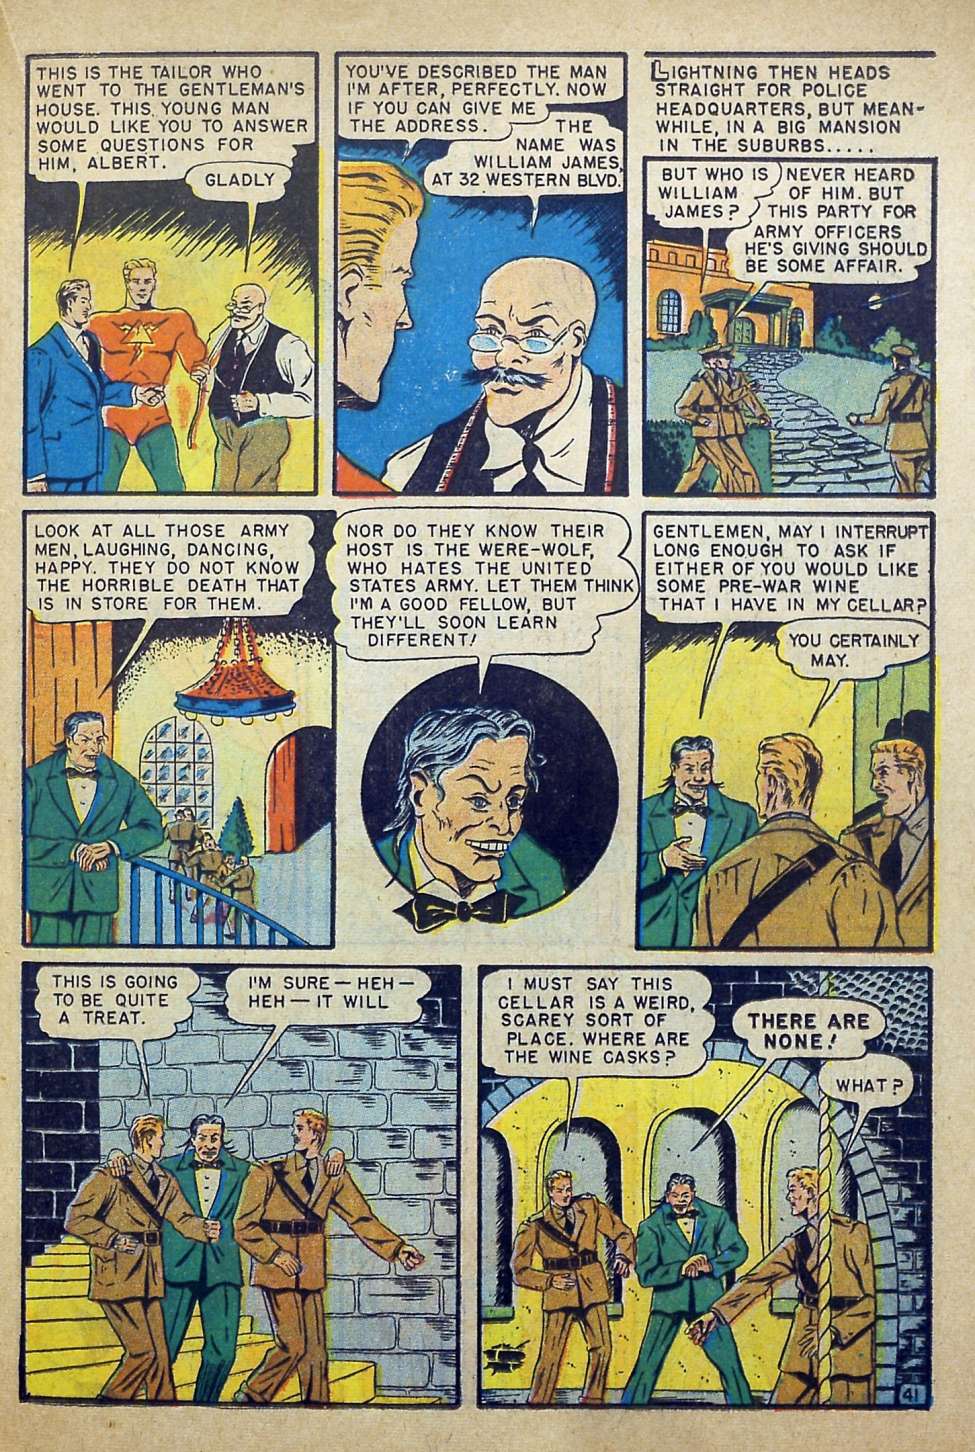 THIS IS THE TAILOR WHO
WENT TO THE GENTLEMAN'S
HOUSE. THIS YOUNG MAN
WOULD LIKE YOU TO ANSWER
SOME QUESTIONS FOR
HIM, ALBERT.
GLADLY
YOU'VE DESCRIBED THE MAN
I'M AFTER, PERFECTLY. NOW
IF YOU CAN GIVE ME
THE ADDRESS.
THE
NAME WAS
WILLIAM JAMES,
AT 32 WESTERN BLVD.
LIGHTNING THEN HEADS
STRAIGHT FOR POLICE
HEADQUARTERS, BUT MEAN-
WHILE, IN A BIG MANSION
IN THE SUBURBS.....
BUT WHO IS
WILLIAM
JAMES?
NEVER HEARD
OF HIM. BUT
THIS PARTY FOR
ARMY OFFICERS
HE'S GIVING SHOULD
BE SOME AFFAIR.
LOOK AT ALL THOSE ARMY
MEN, LAUGHING, DANCING,
HAPPY. THEY DO NOT KNOW
THE HORRIBLE DEATH THAT
IS IN STORE FOR THEM.
NOR DO THEY KNOW THEIR
HOST IS THE WERE-WOLF,
WHO HATES THE UNITED
STATES ARMY. LET THEM THINK
I'M A GOOD FELLOW, BUT
THEY'LL SOON LEARN
DIFFERENT!
GENTLEMEN, MAY I INTERRUPT
LONG ENOUGH TO ASK IF
EITHER OF YOU WOULD LIKE
SOME PRE-WAR WINE
THAT I HAVE IN MY CELLAR?
YOU CERTAINLY
MAY.
THIS IS GOING
TO BE QUITE
A TREAT.
I'M SURE — HEH —
HEH — IT WILL
I MUST SAY THIS
CELLAR IS A WEIRD,
SCAREY SORT OF
PLACE. WHERE ARE
THE WINE CASKS?
THERE ARE
NONE!
WHAT?
41